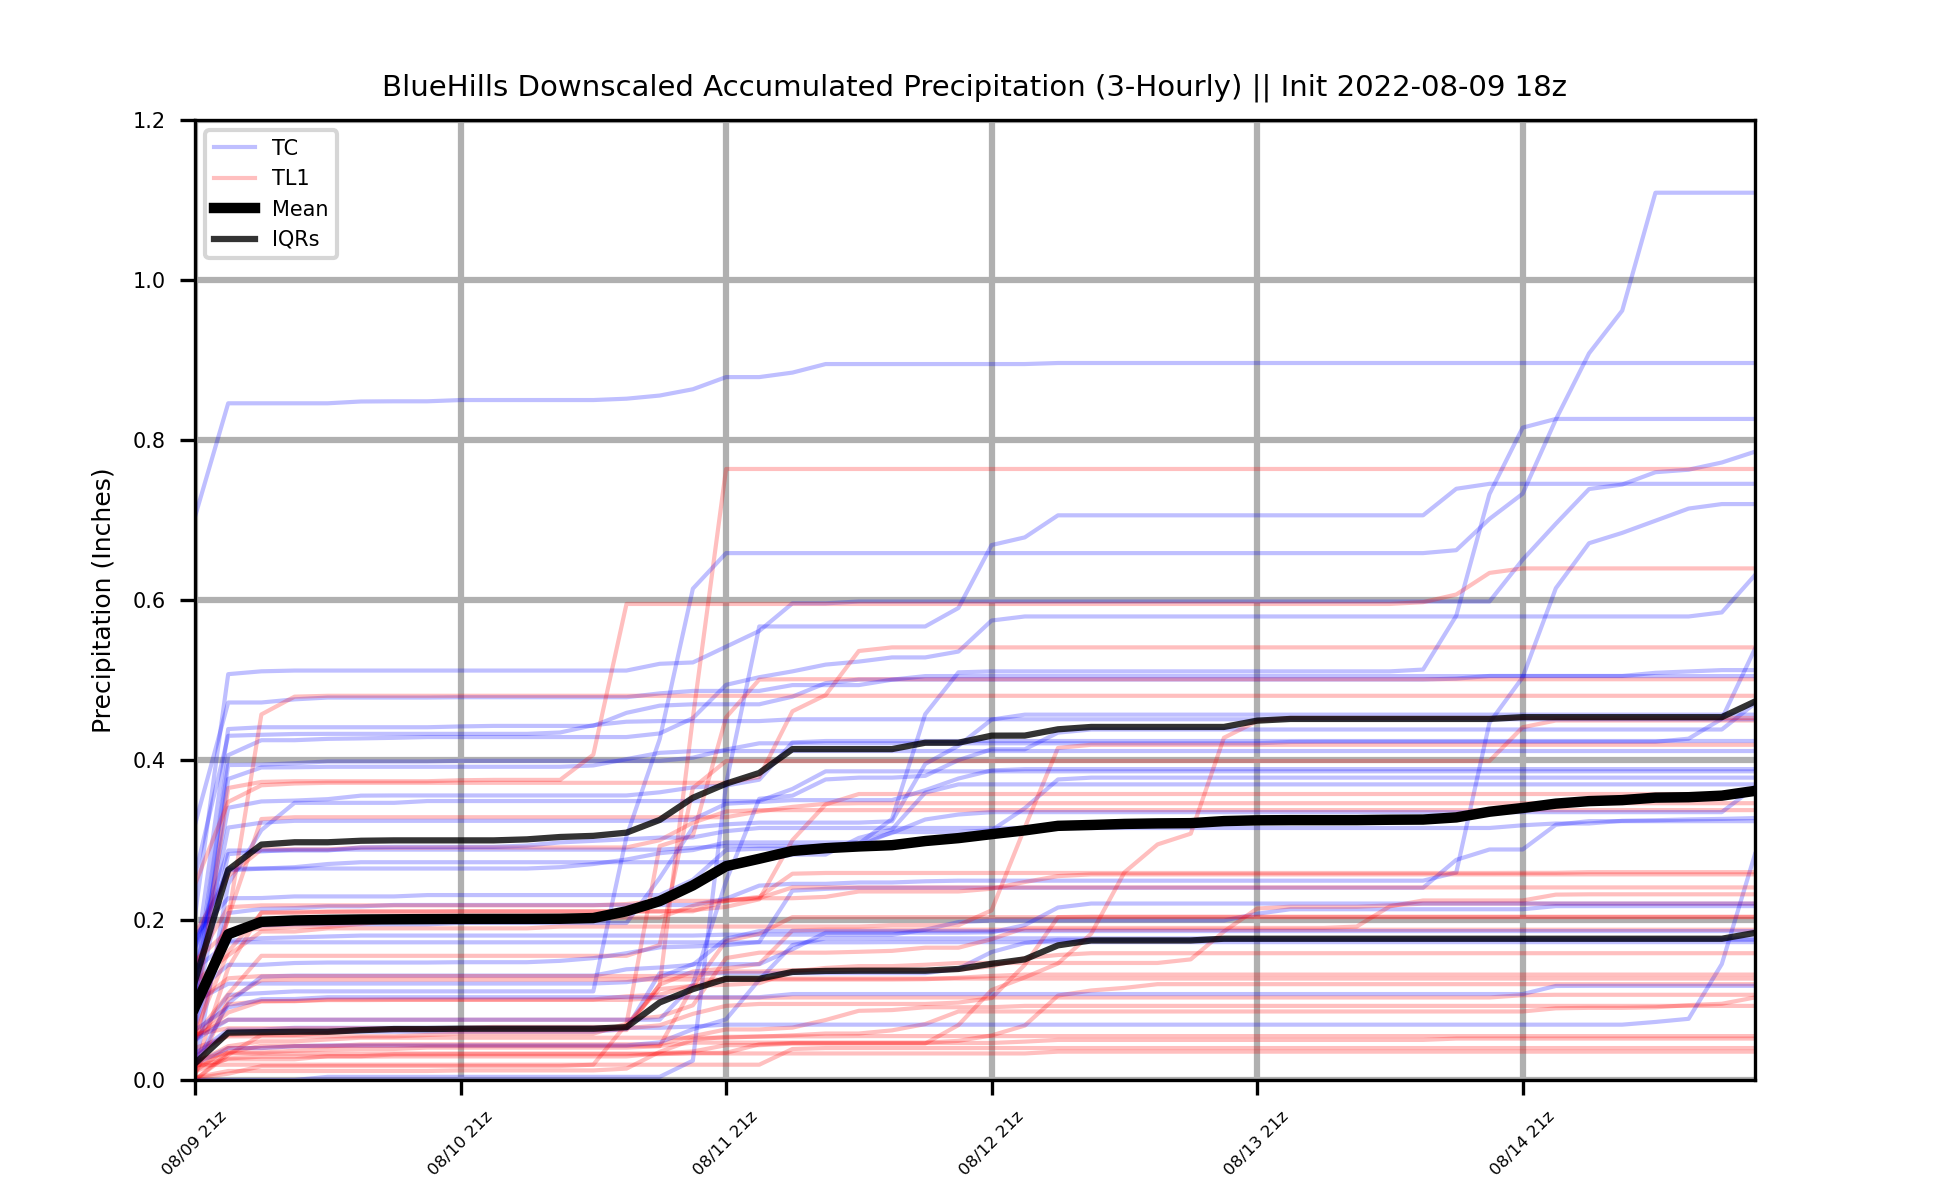 BlueHills Downscaled Accumulated Precipitation (3-Hourly) || Init 2022-08-09 18z
TC
TL1
Mean
IQRs
Precipitation (Inches)
1.2
1.0
0.8
0.6
0.4
0.2
0.0
08/09 21z
08/10 21z
08/11 21z
08/12 21z
08/13 21z
08/14 21z